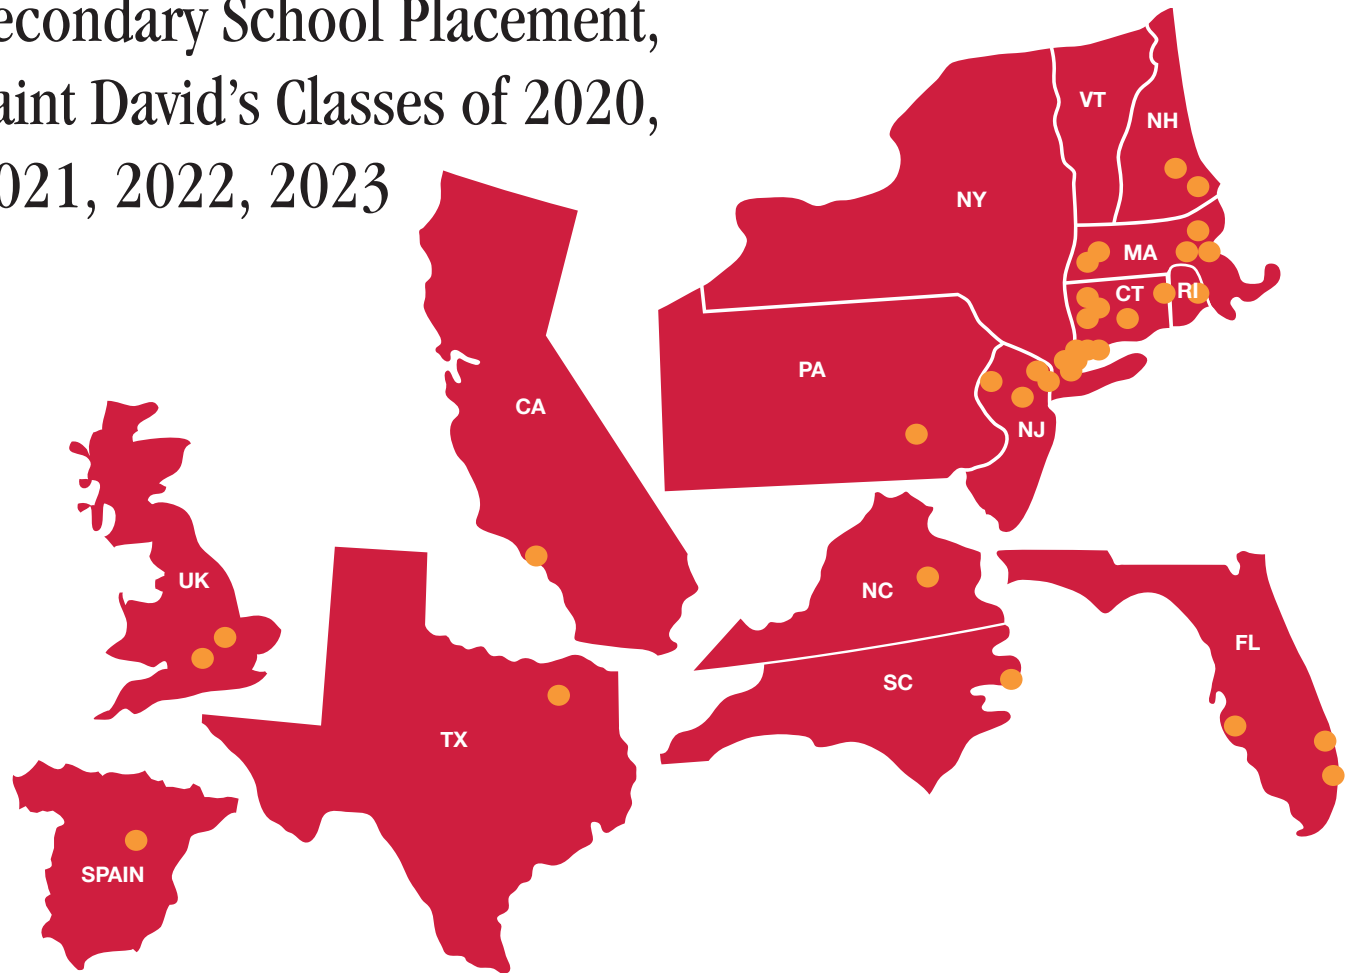 econdary School Placement,
aint David's Classes of 2020,
021, 2022, 2023
VT
NH
NY
MA
CT
RI
PA
CA
NJ
UK
NC
FL
SC
TX
SPAIN